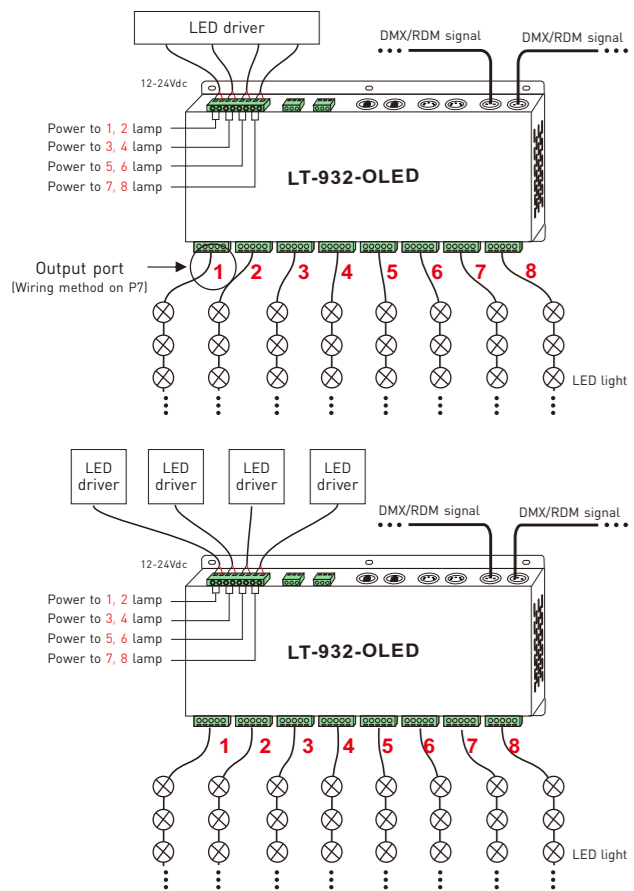 LED driver
DMX/RDM signal
DMX/RDM signal
12-24Vdc
Power to 1, 2 lamp
Power to 3, 4 lamp
Power to 5, 6 lamp
Power to 7, 8 lamp
LT-932-OLED
Output port
(Wiring method on P7)
1 2 3 4 5 6 7 8
LED light
LED driver
LED driver
LED driver
LED driver
DMX/RDM signal
DMX/RDM signal
12-24Vdc
Power to 1, 2 lamp
Power to 3, 4 lamp
Power to 5, 6 lamp
Power to 7, 8 lamp
LT-932-OLED
1 2 3 4 5 6 7 8
LED light